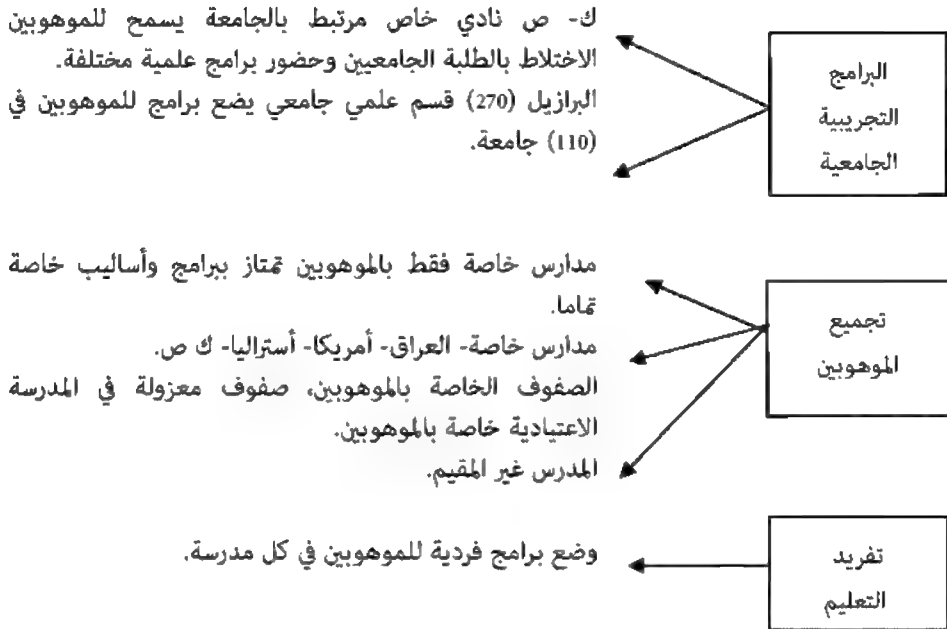 البرامج
التجريبية
الجامعية
ك- ص نادي خاص مرتبط بالجامعة يسمح للموهوبين
الاختلاط بالطلبة الجامعيين وحضور برامج علمية مختلفة.
البرازيل (270) قسم علمي جامعي يضع برامج للموهوبين في
(110) جامعة.
تجميع
الموهوبين
مدارس خاصة فقط بالموهوبين تمتاز ببرامج وأساليب خاصة
تماما.
مدارس خاصة- العراق- أمريكا- أستراليا- ك ص.
الصفوف الخاصة بالموهوبين، صفوف معزولة في المدرسة
الاعتيادية خاصة بالموهوبين.
المدرس غير المقيم.
تفريد
التعليم
وضع برامج فردية للموهوبين في كل مدرسة.